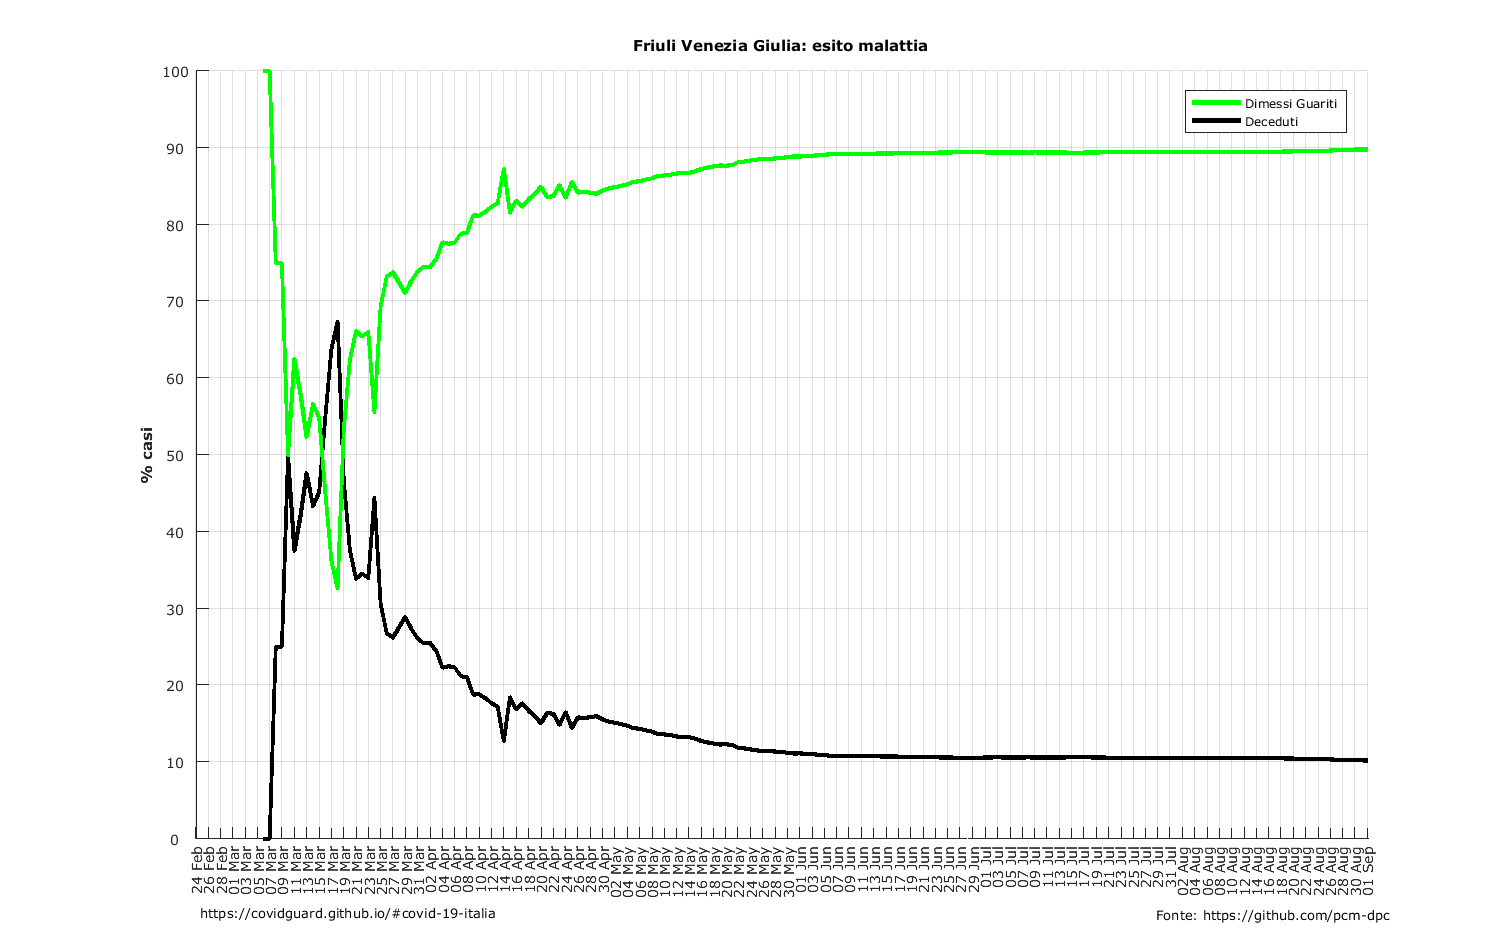 Friuli Venezia Giulia: esito malattia
Dimessi Guariti
Deceduti
% casi
100
90
80
70
60
50
40
30
20
10
0
24 Feb
26 Feb
28 Feb
01 Mar
03 Mar
05 Mar
07 Mar
09 Mar
11 Mar
13 Mar
15 Mar
17 Mar
19 Mar
21 Mar
23 Mar
25 Mar
27 Mar
29 Mar
31 Mar
02 Apr
04 Apr
06 Apr
08 Apr
10 Apr
12 Apr
14 Apr
16 Apr
18 Apr
20 Apr
22 Apr
24 Apr
26 Apr
28 Apr
30 Apr
02 May
04 May
06 May
08 May
10 May
12 May
14 May
16 May
18 May
20 May
22 May
24 May
26 May
28 May
30 May
01 Jun
03 Jun
05 Jun
07 Jun
09 Jun
11 Jun
13 Jun
15 Jun
17 Jun
19 Jun
21 Jun
23 Jun
25 Jun
27 Jun
29 Jun
01 Jul
03 Jul
05 Jul
07 Jul
09 Jul
11 Jul
13 Jul
15 Jul
17 Jul
19 Jul
21 Jul
23 Jul
25 Jul
27 Jul
29 Jul
31 Jul
02 Aug
04 Aug
06 Aug
08 Aug
10 Aug
12 Aug
14 Aug
16 Aug
18 Aug
20 Aug
22 Aug
24 Aug
26 Aug
28 Aug
30 Aug
01 Sep
https://covidguard.github.io/#covid-19-italia
Fonte: https://github.com/pcm-dpc